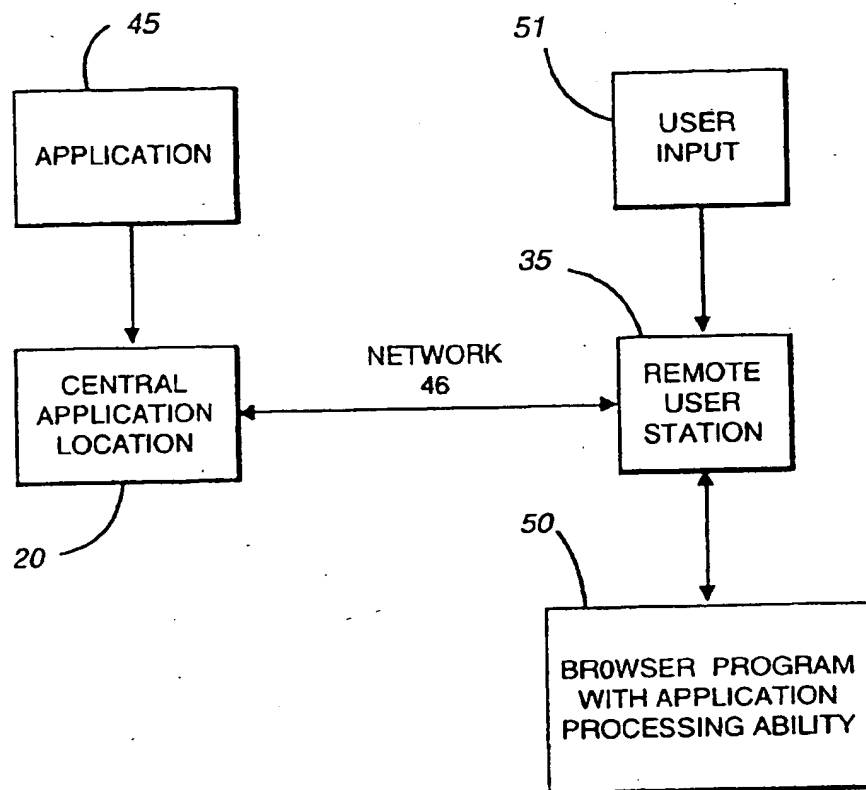 45
51
APPLICATION
USER
INPUT
35
NETWORK
46
CENTRAL
APPLICATION
LOCATION
REMOTE
USER
STATION
20
50
BROWSER PROGRAM
WITH APPLICATION
PROCESSING ABILITY